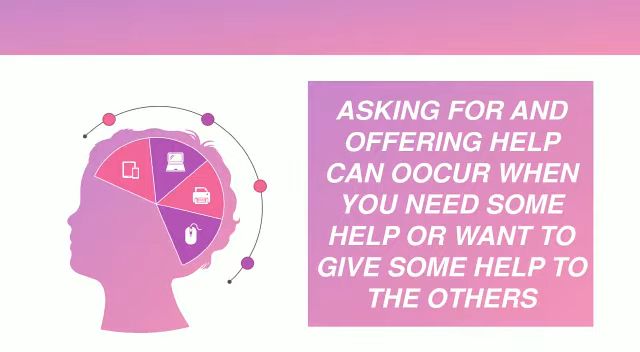 ASKING FOR AND
OFFERING HELP
CAN OOCUR WHEN
YOU NEED SOME
HELP OR WANT TO
GIVE SOME HELP TO
THE OTHERS